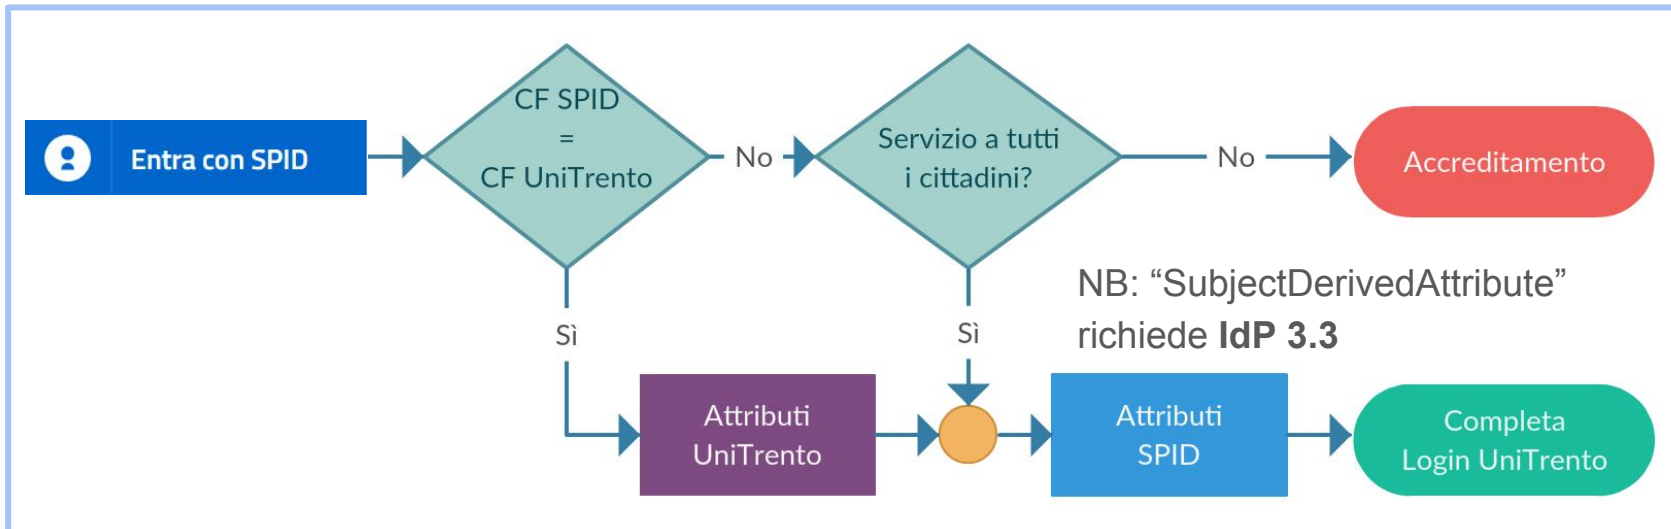 Entra con SPID
CF SPID
=
CF UniTrento
No
Servizio a tutti
i cittadini?
No
Accreditamento
NB: “SubjectDerivedAttribute”
richiede IdP 3.3
Sì
Sì
Attributi
UniTrento
Attributi
SPID
Completa
Login UniTrento